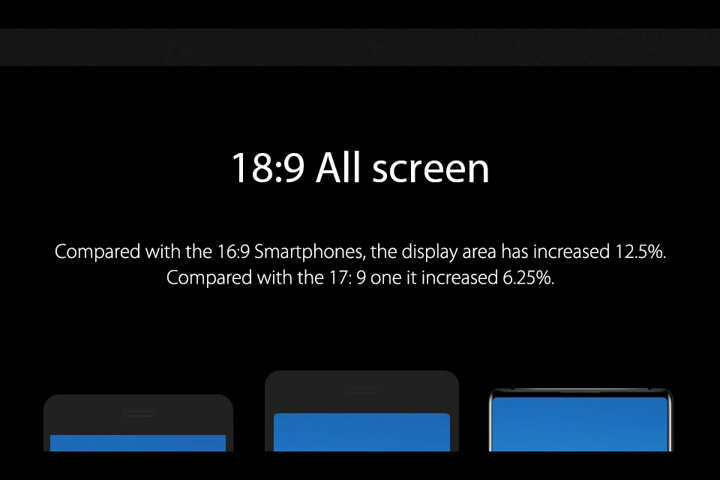 18:9 All screen
Compared with the 16:9 Smartphones, the display area has increased 12.5%.
Compared with the 17: 9 one it increased 6.25%.